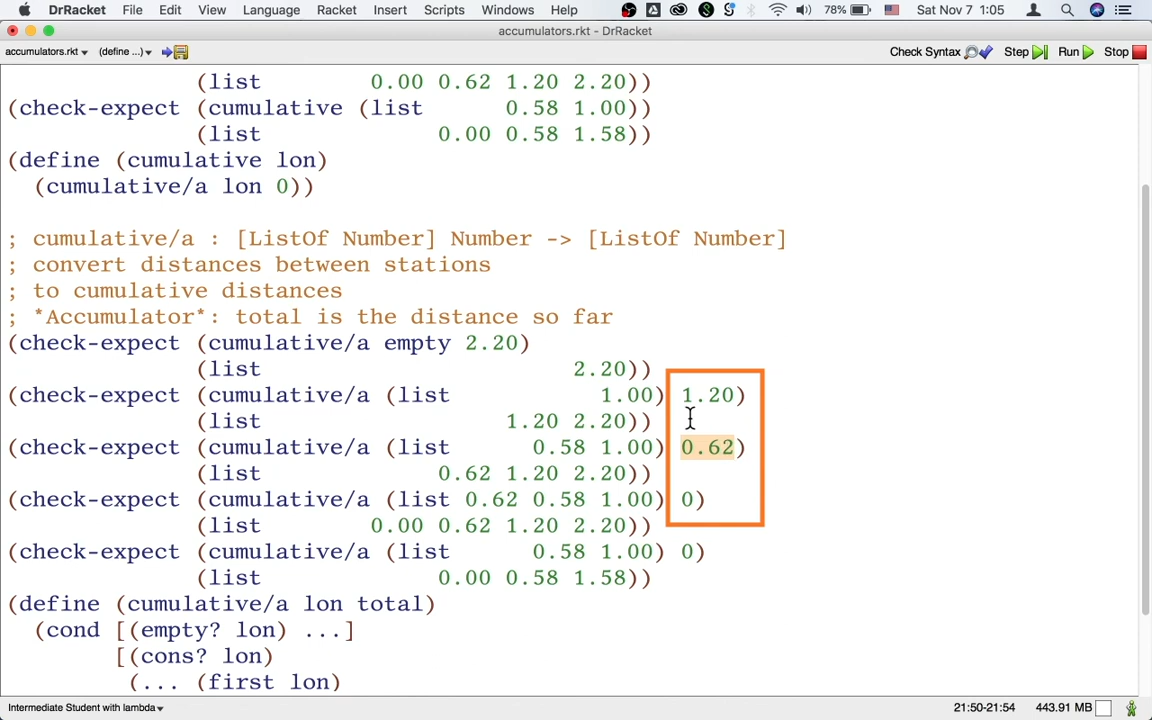 DrRacket File Edit View Language Racket Insert Scripts Windows Help 78% Sat Nov 7 1:05
accumulators.rkt - DrRacket
accumulators.rkt (define ...) Check Syntax Step Run Stop
(list 0.00 0.62 1.20 2.20))
(check-expect (cumulative (list 0.58 1.00))
(list 0.00 0.58 1.58))
(define (cumulative lon)
(cumulative/a lon 0))
; cumulative/a : [ListOf Number] Number -> [ListOf Number]
; convert distances between stations
; to cumulative distances
; *Accumulator*: total is the distance so far
(check-expect (cumulative/a empty 2.20)
(list 2.20))
(check-expect (cumulative/a (list 1.00) 1.20)
(list 1.20 2.20))
(check-expect (cumulative/a (list 0.58 1.00) 0.62)
(list 0.62 1.20 2.20))
(check-expect (cumulative/a (list 0.62 0.58 1.00) 0)
(list 0.00 0.62 1.20 2.20))
(check-expect (cumulative/a (list 0.58 1.00) 0)
(list 0.00 0.58 1.58))
(define (cumulative/a lon total)
(cond [(empty? lon) ...]
[(cons? lon)
(... (first lon)
Intermediate Student with lambda 21:50-21:54 443.91 MB